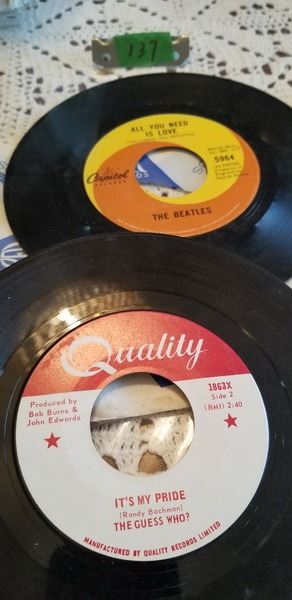 137
ALL YOU NEED
IS LOVE
Capitol
RECORDS
5964
THE BEATLES
Quality
Produced by
Bob Burns &
John Edwards
1863X
Side 2
(BMI) 2:40
IT'S MY PRIDE
(Randy Bachman)
THE GUESS WHO?
MANUFACTURED BY QUALITY RECORDS LIMITED